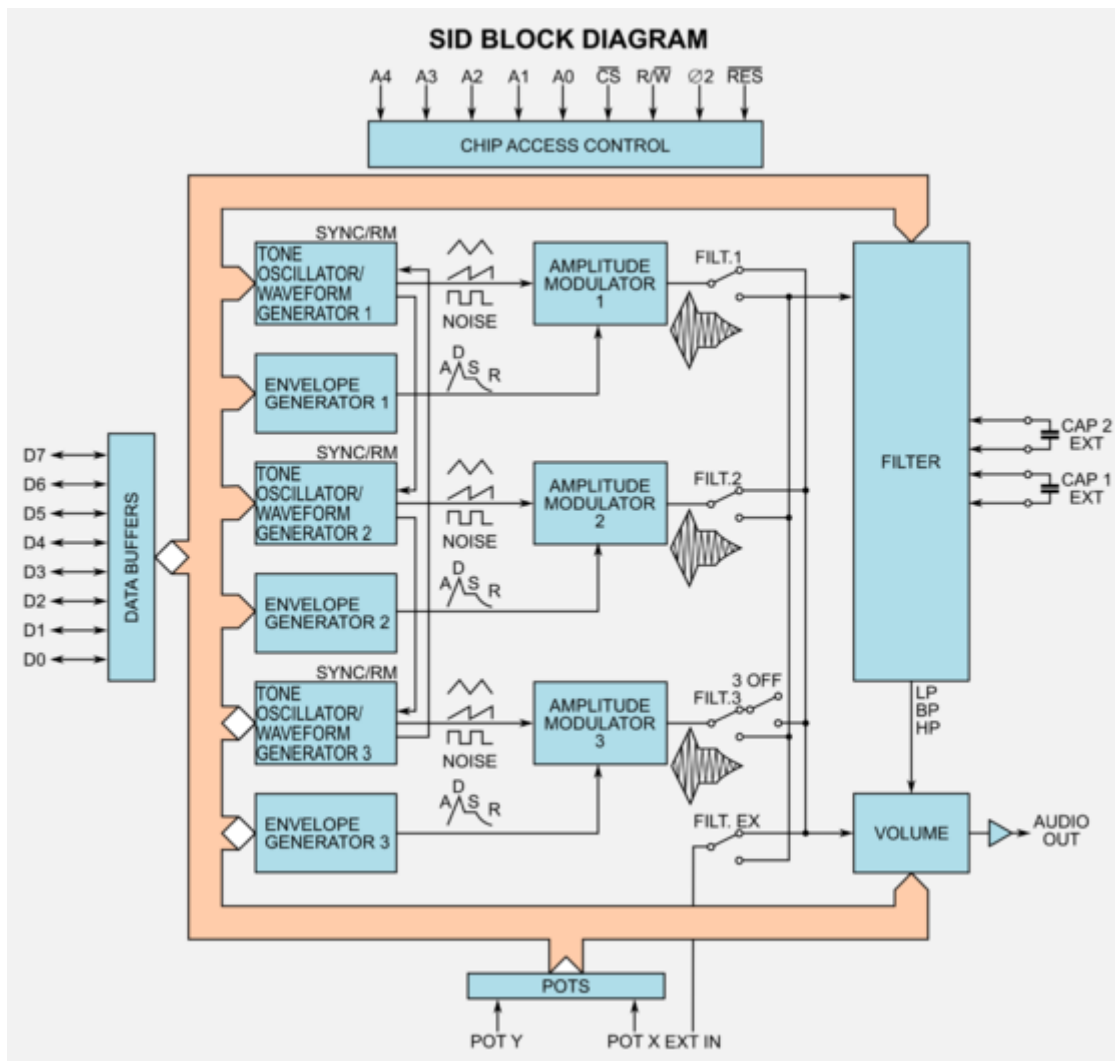 SID BLOCK DIAGRAM
A4 A3 A2 A1 A0 C̅S̅ R/W̅ ∅2 R̅E̅S̅
CHIP ACCESS CONTROL
SYNC/RM
TONE
OSCILLATOR/
WAVEFORM
GENERATOR 1
NOISE
AMPLITUDE
MODULATOR
1
FILT.1
ENVELOPE
GENERATOR 1
A D S R
SYNC/RM
TONE
OSCILLATOR/
WAVEFORM
GENERATOR 2
NOISE
AMPLITUDE
MODULATOR
2
FILT.2
ENVELOPE
GENERATOR 2
A D S R
SYNC/RM
TONE
OSCILLATOR/
WAVEFORM
GENERATOR 3
NOISE
AMPLITUDE
MODULATOR
3
FILT.3
3 OFF
ENVELOPE
GENERATOR 3
A D S R
FILT. EX
D7
D6
D5
D4
D3
D2
D1
D0
DATA BUFFERS
FILTER
CAP 2
EXT
CAP 1
EXT
LP
BP
HP
VOLUME
AUDIO
OUT
POTS
POT Y
POT X
EXT IN